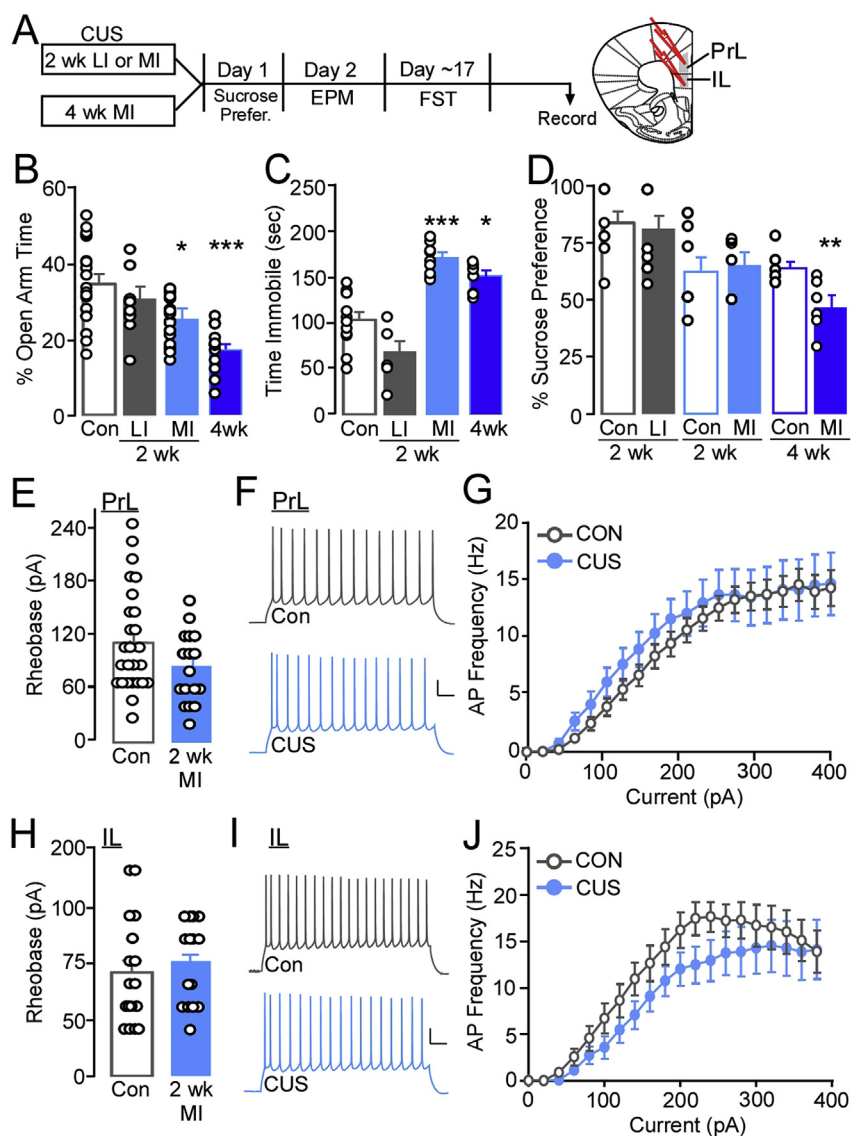 A
CUS
2 wk LI or MI
4 wk MI
Day 1
Sucrose
Prefer.
Day 2
EPM
Day ~17
FST
Record
PrL
IL
B
% Open Arm Time
60
40
20
0
*
***
Con
LI
MI
4wk
2 wk
C
Time Immobile (sec)
250
200
150
100
50
0
***
*
Con
LI
MI
4wk
2 wk
D
% Sucrose Preference
100
75
50
25
0
**
Con
LI
Con
MI
Con
MI
2 wk
2 wk
4 wk
E
PrL
Rheobase (pA)
240
180
120
60
0
Con
2 wk
MI
F
PrL
Con
CUS
G
CON
CUS
AP Frequency (Hz)
20
15
10
5
0
0
100
200
300
400
Current (pA)
H
IL
Rheobase (pA)
200
100
75
50
0
Con
2 wk
MI
I
IL
Con
CUS
J
CON
CUS
AP Frequency (Hz)
25
20
15
10
5
0
0
100
200
300
400
Current (pA)